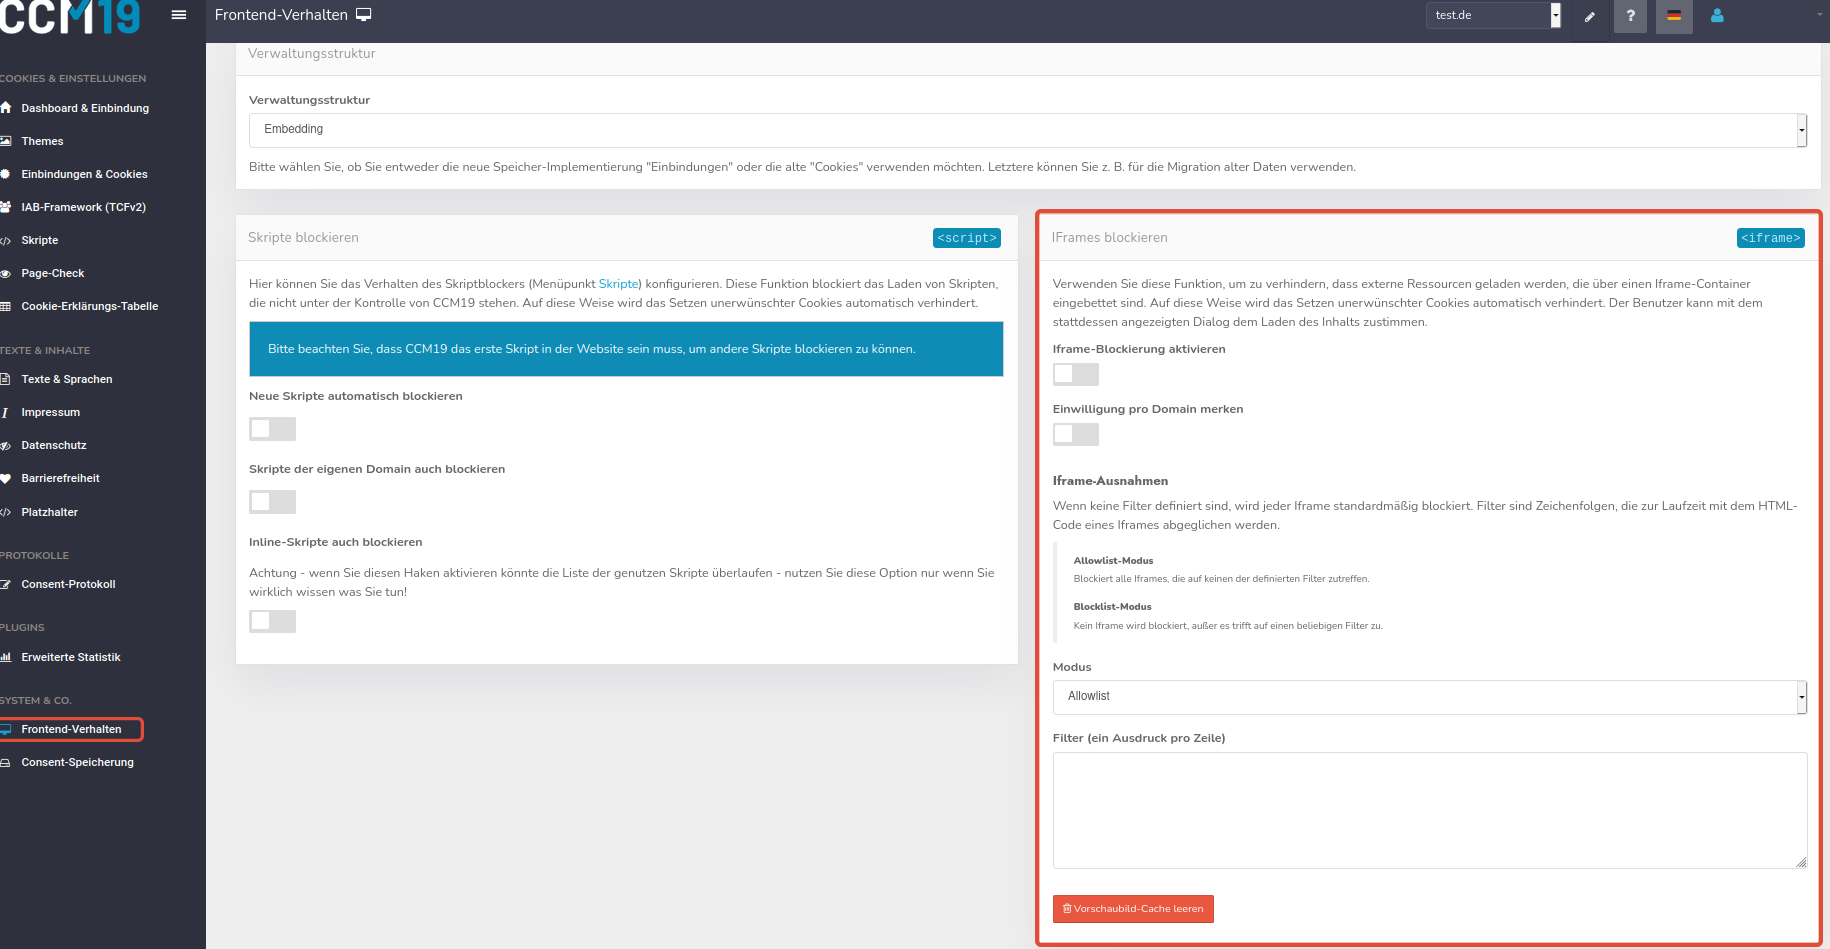 CCM19
Frontend-Verhalten
test.de
?
COOKIES & EINSTELLUNGEN
Dashboard & Einbindung
Themes
Einbindungen & Cookies
IAB-Framework (TCFv2)
Skripte
Page-Check
Cookie-Erklärungs-Tabelle
TEXTE & INHALTE
Texte & Sprachen
Impressum
Datenschutz
Barrierefreiheit
Platzhalter
PROTOKOLLE
Consent-Protokoll
PLUGINS
Erweiterte Statistik
SYSTEM & CO.
Frontend-Verhalten
Consent-Speicherung
Verwaltungsstruktur
Verwaltungsstruktur
Embedding
Bitte wählen Sie, ob Sie entweder die neue Speicher-Implementierung "Einbindungen" oder die alte "Cookies" verwenden möchten. Letztere können Sie z. B. für die Migration alter Daten verwenden.
Skripte blockieren
<script>
Hier können Sie das Verhalten des Skriptblockers (Menüpunkt Skripte) konfigurieren. Diese Funktion blockiert das Laden von Skripten,
die nicht unter der Kontrolle von CCM19 stehen. Auf diese Weise wird das Setzen unerwünschter Cookies automatisch verhindert.
Bitte beachten Sie, dass CCM19 das erste Skript in der Website sein muss, um andere Skripte blockieren zu können.
Neue Skripte automatisch blockieren
Skripte der eigenen Domain auch blockieren
Inline-Skripte auch blockieren
Achtung - wenn Sie diesen Haken aktivieren könnte die Liste der genutzen Skripte überlaufen - nutzen Sie diese Option nur wenn Sie
wirklich wissen was Sie tun!
IFrames blockieren
<iframe>
Verwenden Sie diese Funktion, um zu verhindern, dass externe Ressourcen geladen werden, die über einen Iframe-Container
eingebettet sind. Auf diese Weise wird das Setzen unerwünschter Cookies automatisch verhindert. Der Benutzer kann mit dem
stattdessen angezeigten Dialog dem Laden des Inhalts zustimmen.
Iframe-Blockierung aktivieren
Einwilligung pro Domain merken
Iframe-Ausnahmen
Wenn keine Filter definiert sind, wird jeder Iframe standardmäßig blockiert. Filter sind Zeichenfolgen, die zur Laufzeit mit dem HTML-
Code eines Iframes abgeglichen werden.
Allowlist-Modus
Blockiert alle Iframes, die auf keinen der definierten Filter zutreffen.
Blocklist-Modus
Kein Iframe wird blockiert, außer es trifft auf einen beliebigen Filter zu.
Modus
Allowlist
Filter (ein Ausdruck pro Zeile)
Vorschaubild-Cache leeren